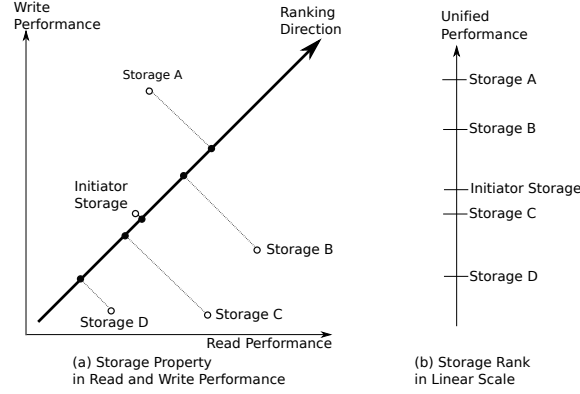 Write
Performance
Ranking
Direction
Storage A
Initiator
Storage
Storage B
Storage C
Storage D
Read Performance
(a) Storage Property
in Read and Write Performance
Unified
Performance
Storage A
Storage B
Initiator Storage
Storage C
Storage D
(b) Storage Rank
in Linear Scale